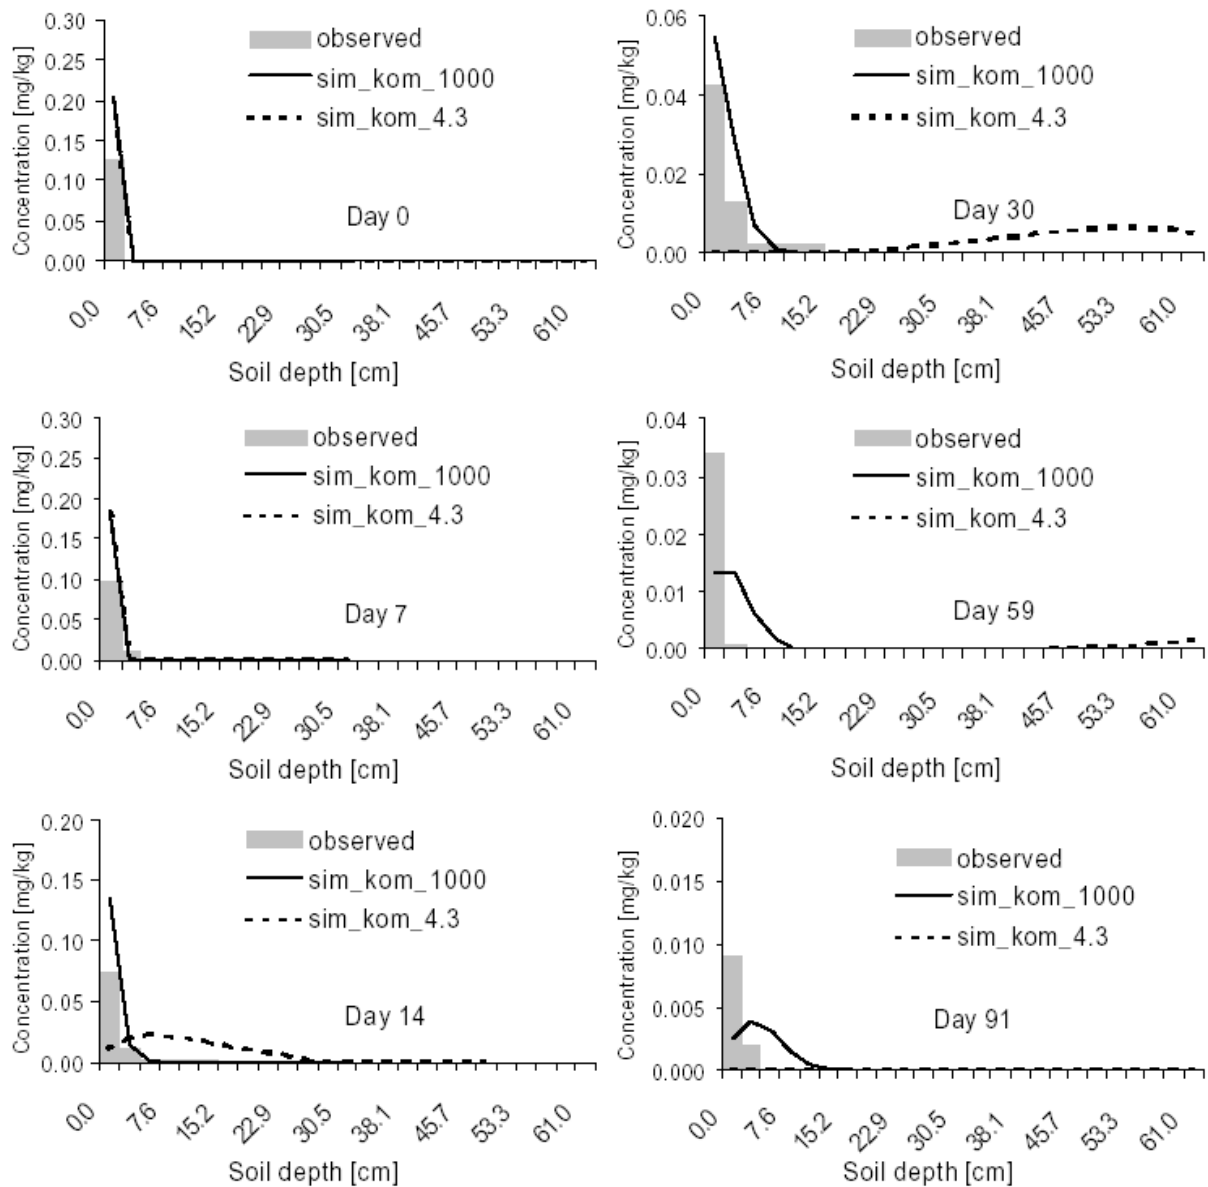 Concentration [mg/kg]
0.30
0.25
0.20
0.15
0.10
0.05
0.00
observed
sim_kom_1000
sim_kom_4.3
Day 0
0.0 7.6 15.2 22.9 30.5 38.1 45.7 53.3 61.0
Soil depth [cm]
Concentration [mg/kg]
0.06
0.04
0.02
0.00
observed
sim_kom_1000
sim_kom_4.3
Day 30
0.0 7.6 15.2 22.9 30.5 38.1 45.7 53.3 61.0
Soil depth [cm]
Concentration [mg/kg]
0.30
0.25
0.20
0.15
0.10
0.05
0.00
observed
sim_kom_1000
sim_kom_4.3
Day 7
0.0 7.6 15.2 22.9 30.5 38.1 45.7 53.3 61.0
Soil depth [cm]
Concentration [mg/kg]
0.04
0.03
0.02
0.01
0.00
observed
sim_kom_1000
sim_kom_4.3
Day 59
0.0 7.6 15.2 22.9 30.5 38.1 45.7 53.3 61.0
Soil depth [cm]
Concentration [mg/kg]
0.20
0.15
0.10
0.05
0.00
observed
sim_kom_1000
sim_kom_4.3
Day 14
0.0 7.6 15.2 22.9 30.5 38.1 45.7 53.3 61.0
Soil depth [cm]
Concentration [mg/kg]
0.020
0.015
0.010
0.005
0.000
observed
sim_kom_1000
sim_kom_4.3
Day 91
0.0 7.6 15.2 22.9 30.5 38.1 45.7 53.3 61.0
Soil depth [cm]